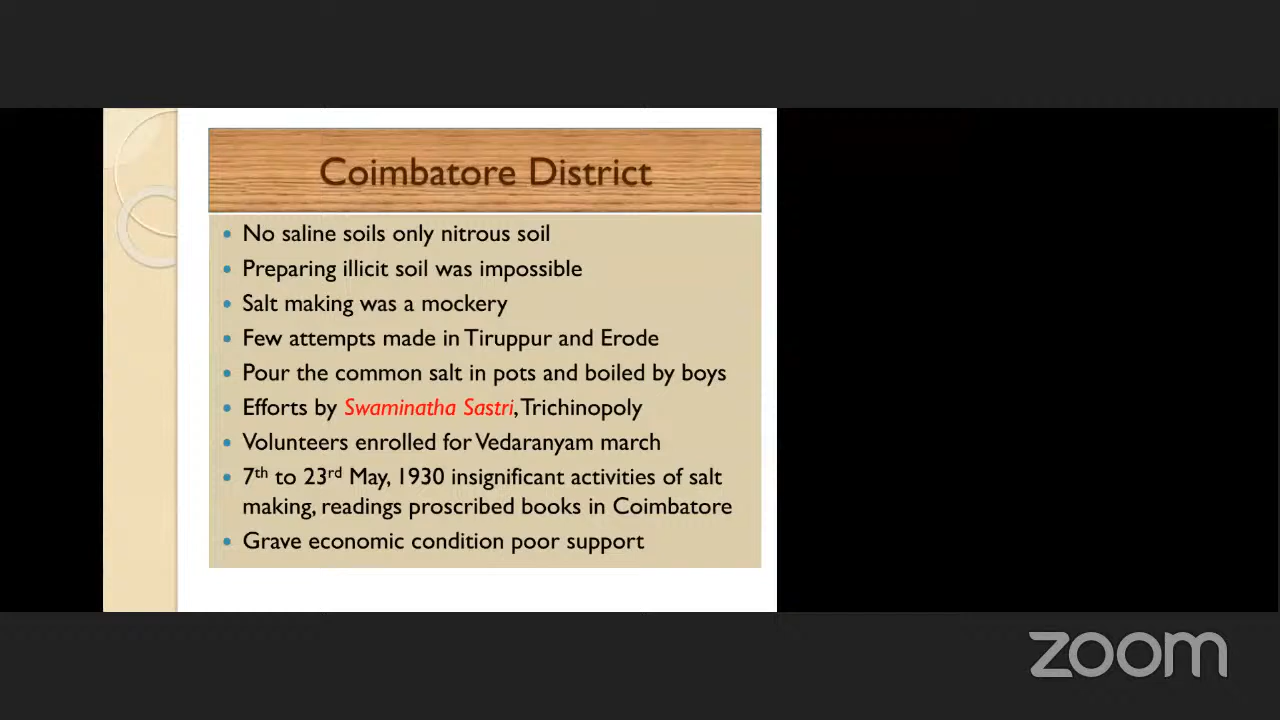 Coimbatore District
No saline soils only nitrous soil
Preparing illicit soil was impossible
Salt making was a mockery
Few attempts made in Tiruppur and Erode
Pour the common salt in pots and boiled by boys
Efforts by Swaminatha Sastri, Trichinopoly
Volunteers enrolled for Vedaranyam march
7th to 23rd May, 1930 insignificant activities of salt
making, readings proscribed books in Coimbatore
Grave economic condition poor support
zoom